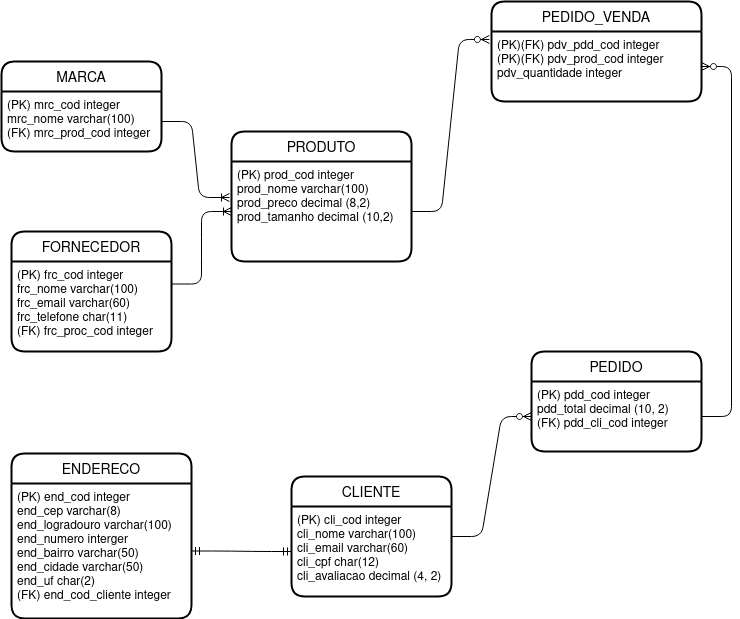 PEDIDO_VENDA
(PK)(FK) pdv_pdd_cod integer
(PK)(FK) pdv_prod_cod integer
pdv_quantidade integer
MARCA
(PK) mrc_cod integer
mrc_nome varchar(100)
(FK) mrc_prod_cod integer
PRODUTO
(PK) prod_cod integer
prod_nome varchar(100)
prod_preco decimal (8,2)
prod_tamanho decimal (10,2)
FORNECEDOR
(PK) frc_cod integer
frc_nome varchar(100)
frc_email varchar(60)
frc_telefone char(11)
(FK) frc_proc_cod integer
PEDIDO
(PK) pdd_cod integer
pdd_total decimal (10, 2)
(FK) pdd_cli_cod integer
ENDERECO
(PK) end_cod integer
end_cep varchar(8)
end_logradouro varchar(100)
end_numero interger
end_bairro varchar(50)
end_cidade varchar(50)
end_uf char(2)
(FK) end_cod_cliente integer
CLIENTE
(PK) cli_cod integer
cli_nome varchar(100)
cli_email varchar(60)
cli_cpf char(12)
cli_avaliacao decimal (4, 2)